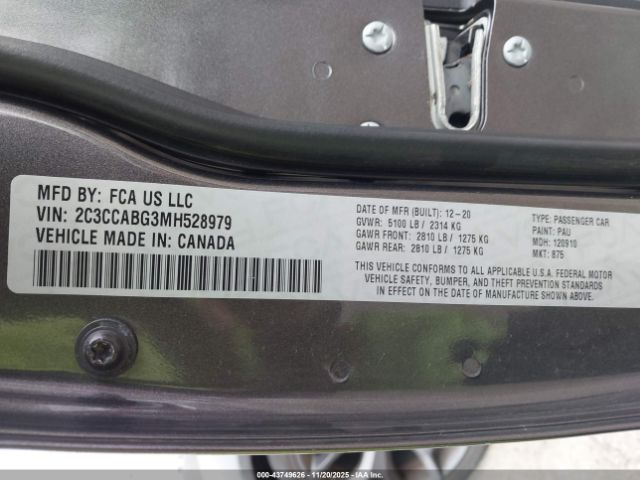 MFD BY: FCA US LLC
VIN: 2C3CCABG3MH528979
VEHICLE MADE IN: CANADA
DATE OF MFR (BUILT): 12-20
GVWR: 5100 LB / 2314 KG
GAWR FRONT: 2810 LB / 1275 KG
GAWR REAR: 2810 LB / 1275 KG
TYPE: PASSENGER CAR
PAINT: PAU
MDH: 120910
MKT: 875
THIS VEHICLE CONFORMS TO ALL APPLICABLE U.S.A. FEDERAL MOTOR
VEHICLE SAFETY, BUMPER, AND THEFT PREVENTION STANDARDS
IN EFFECT ON THE DATE OF MANUFACTURE SHOWN ABOVE.
000-43749626 - 11/20/2025 - IAAI.COM